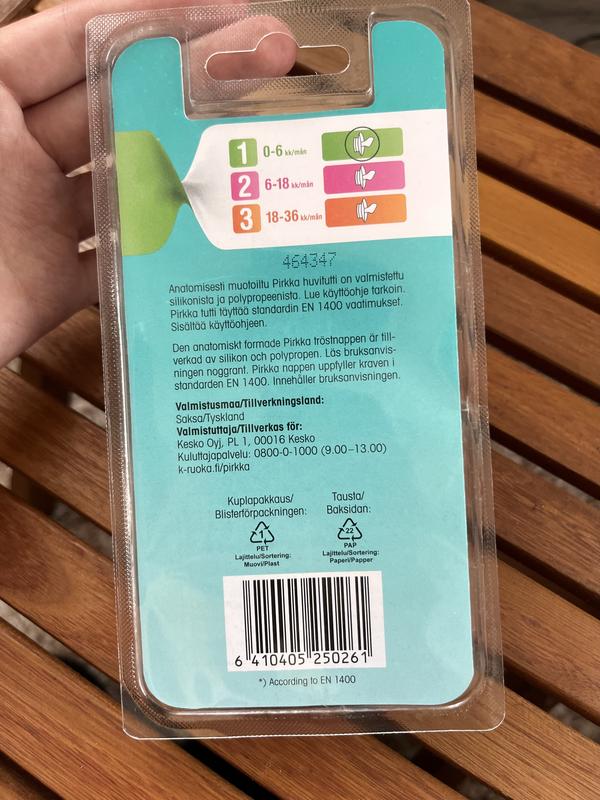 1 0-6 kk/mån
2 6-18 kk/mån
3 18-36 kk/mån
464347
Anatomisesti muotoiltu Pirkka huvitutti on valmistettu
silikonista ja polypropeenista. Lue käyttöohje tarkoin.
Pirkka tutti täyttää standardin EN 1400 vaatimukset.
Sisältää käyttöohjeen.
Den anatomiskt formade Pirkka tröstnappen är till-
verkad av silikon och polypropen. Läs bruksanvis-
ningen noggrant. Pirkka nappen uppfyller kraven i
standarden EN 1400. Innehåller bruksanvisningen.
Valmistusmaa/Tillverkningsland:
Saksa/Tyskland
Valmistuttaja/Tillverkas för:
Kesko Oyj, PL 1, 00016 Kesko
Kuluttajapalvelu: 0800-0-1000 (9.00–13.00)
k-ruoka.fi/pirkka
Kuplapakkaus/
Blisterförpackningen:
1
PET
Lajittelu/Sortering:
Muovi/Plast
Tausta/
Baksidan:
22
PAP
Lajittelu/Sortering:
Paperi/Papper
6 410405 250261
*) According to EN 1400